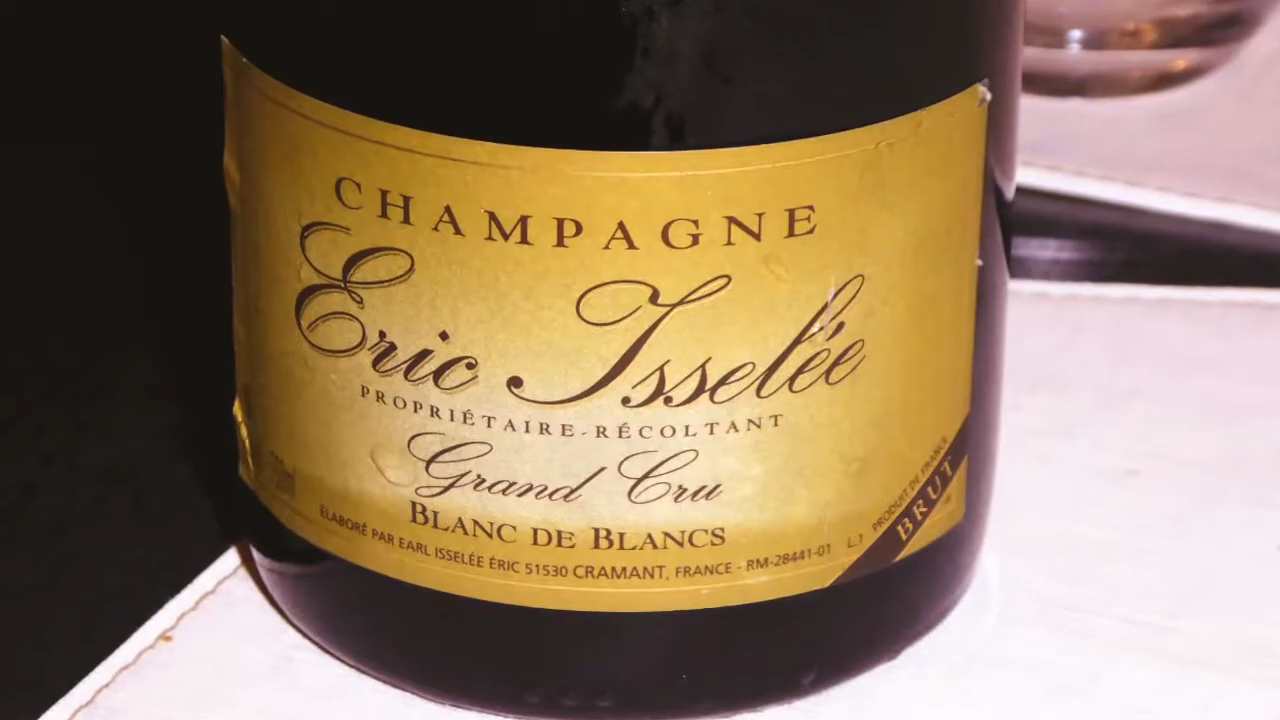 CHAMPAGNE
Eric Isselée
PROPRIÉTAIRE-RÉCOLTANT
Grand Cru
BLANC DE BLANCS
ÉLABORÉ PAR EARL ISSELÉE ÉRIC 51530 CRAMANT, FRANCE - RM-28441-01 L.1
PRODUIT DE FRANCE
BRUT